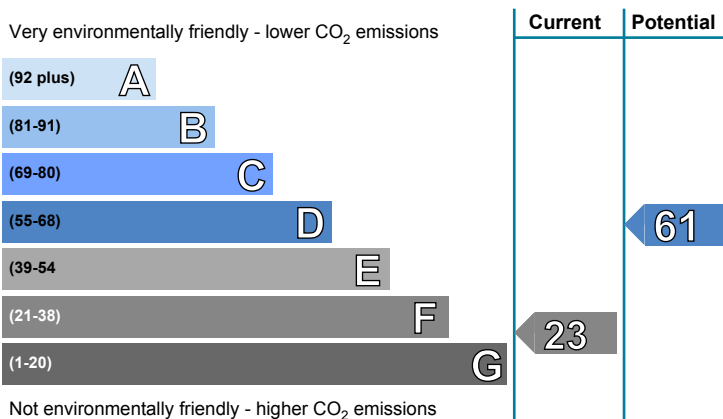 Current Potential
Very environmentally friendly - lower CO2 emissions
(92 plus) A
(81-91) B
(69-80) C
(55-68) D
61
(39-54 E
(21-38) F
23
(1-20) G
Not environmentally friendly - higher CO2 emissions